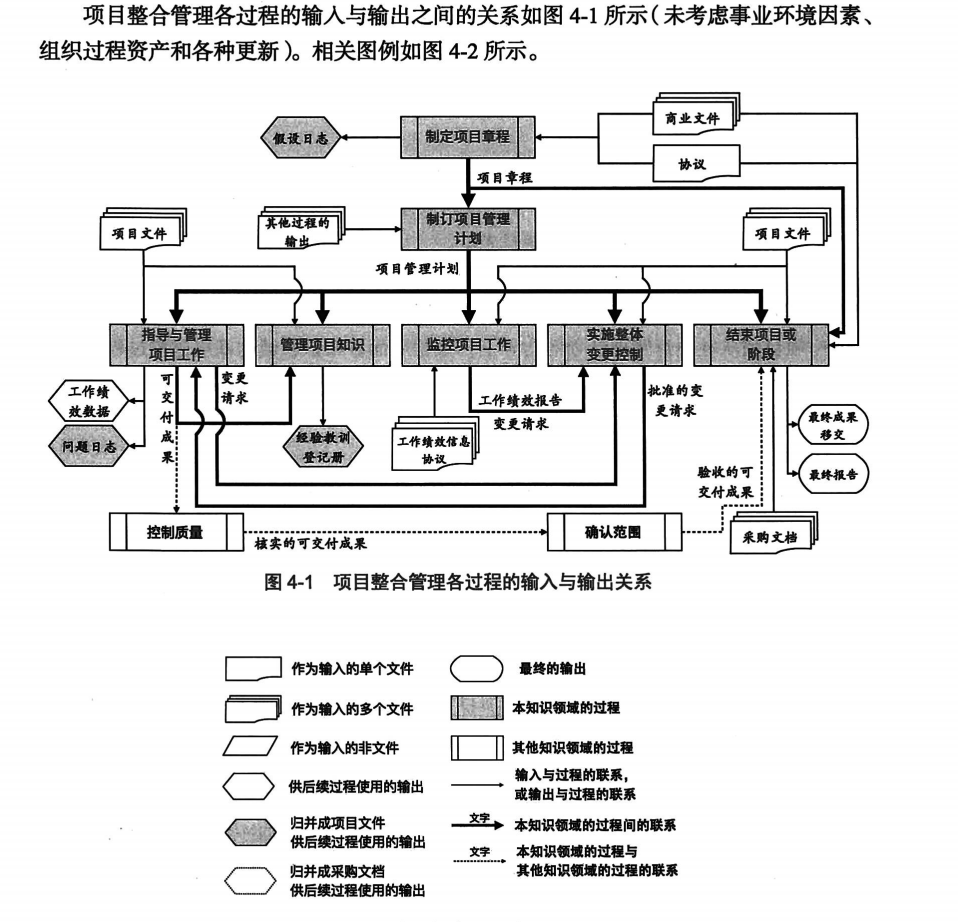 项目整合管理各过程的输入与输出之间的关系如图 4-1 所示（未考虑事业环境因素、
组织过程资产和各种更新）。相关图例如图 4-2 所示。
商业文件
假设日志
制定项目章程
协议
项目章程
项目文件
其他过程的
输出
制订项目管理
计划
项目文件
项目管理计划
指导与管理
项目工作
管理项目知识
监控项目工作
实施整体
变更控制
结束项目或
阶段
工作绩
效数据
问题日志
可
交
付
成
果
变更
请求
经验教训
登记册
工作绩效信息
协议
工作绩效报告
变更请求
批准的变
更请求
最终成果
移交
最终报告
验收的可
交付成果
控制质量
核实的可交付成果
确认范围
采购文档
图 4-1 项目整合管理各过程的输入与输出关系
作为输入的单个文件
最终的输出
作为输入的多个文件
本知识领域的过程
作为输入的非文件
其他知识领域的过程
供后续过程使用的输出
输入与过程的联系，
或输出与过程的联系
归并成项目文件
供后续过程使用的输出
文字
本知识领域的过程间的联系
归并成采购文档
供后续过程使用的输出
文字
本知识领域的过程与
其他知识领域的过程的联系